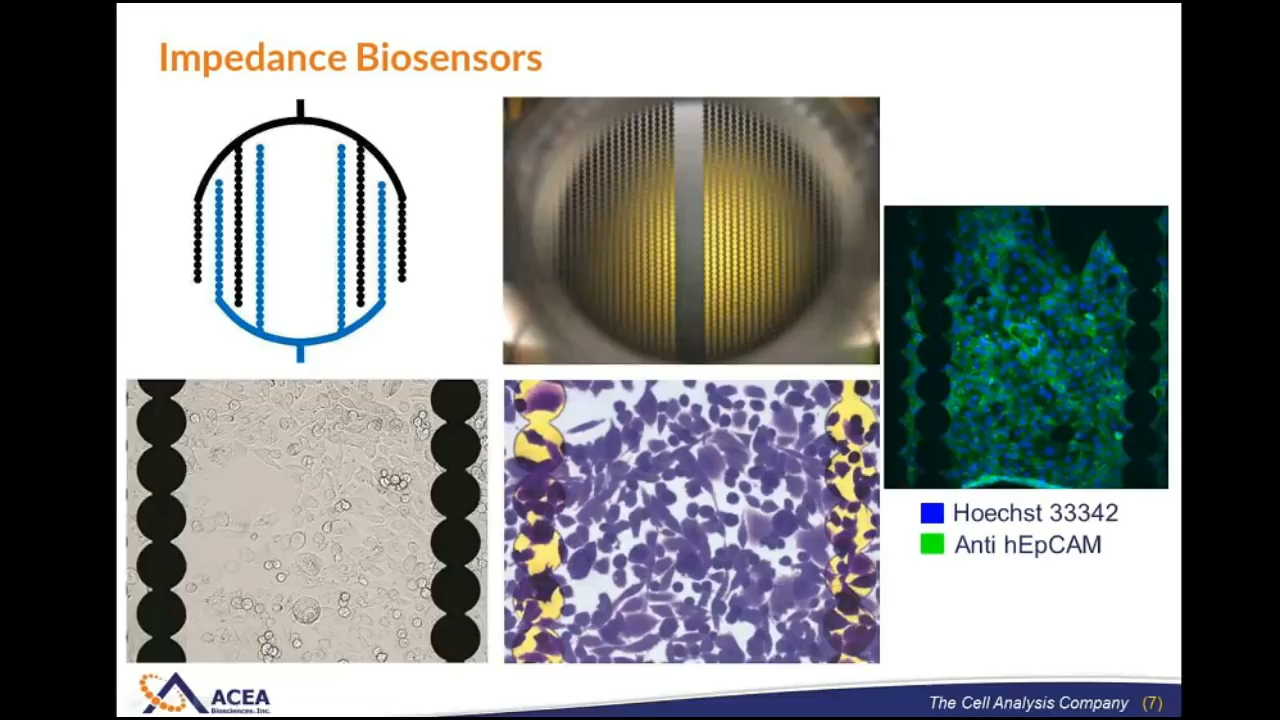 Impedance Biosensors
Hoechst 33342
Anti hEpCAM
ACEA
Biosciences, Inc.
The Cell Analysis Company (7)